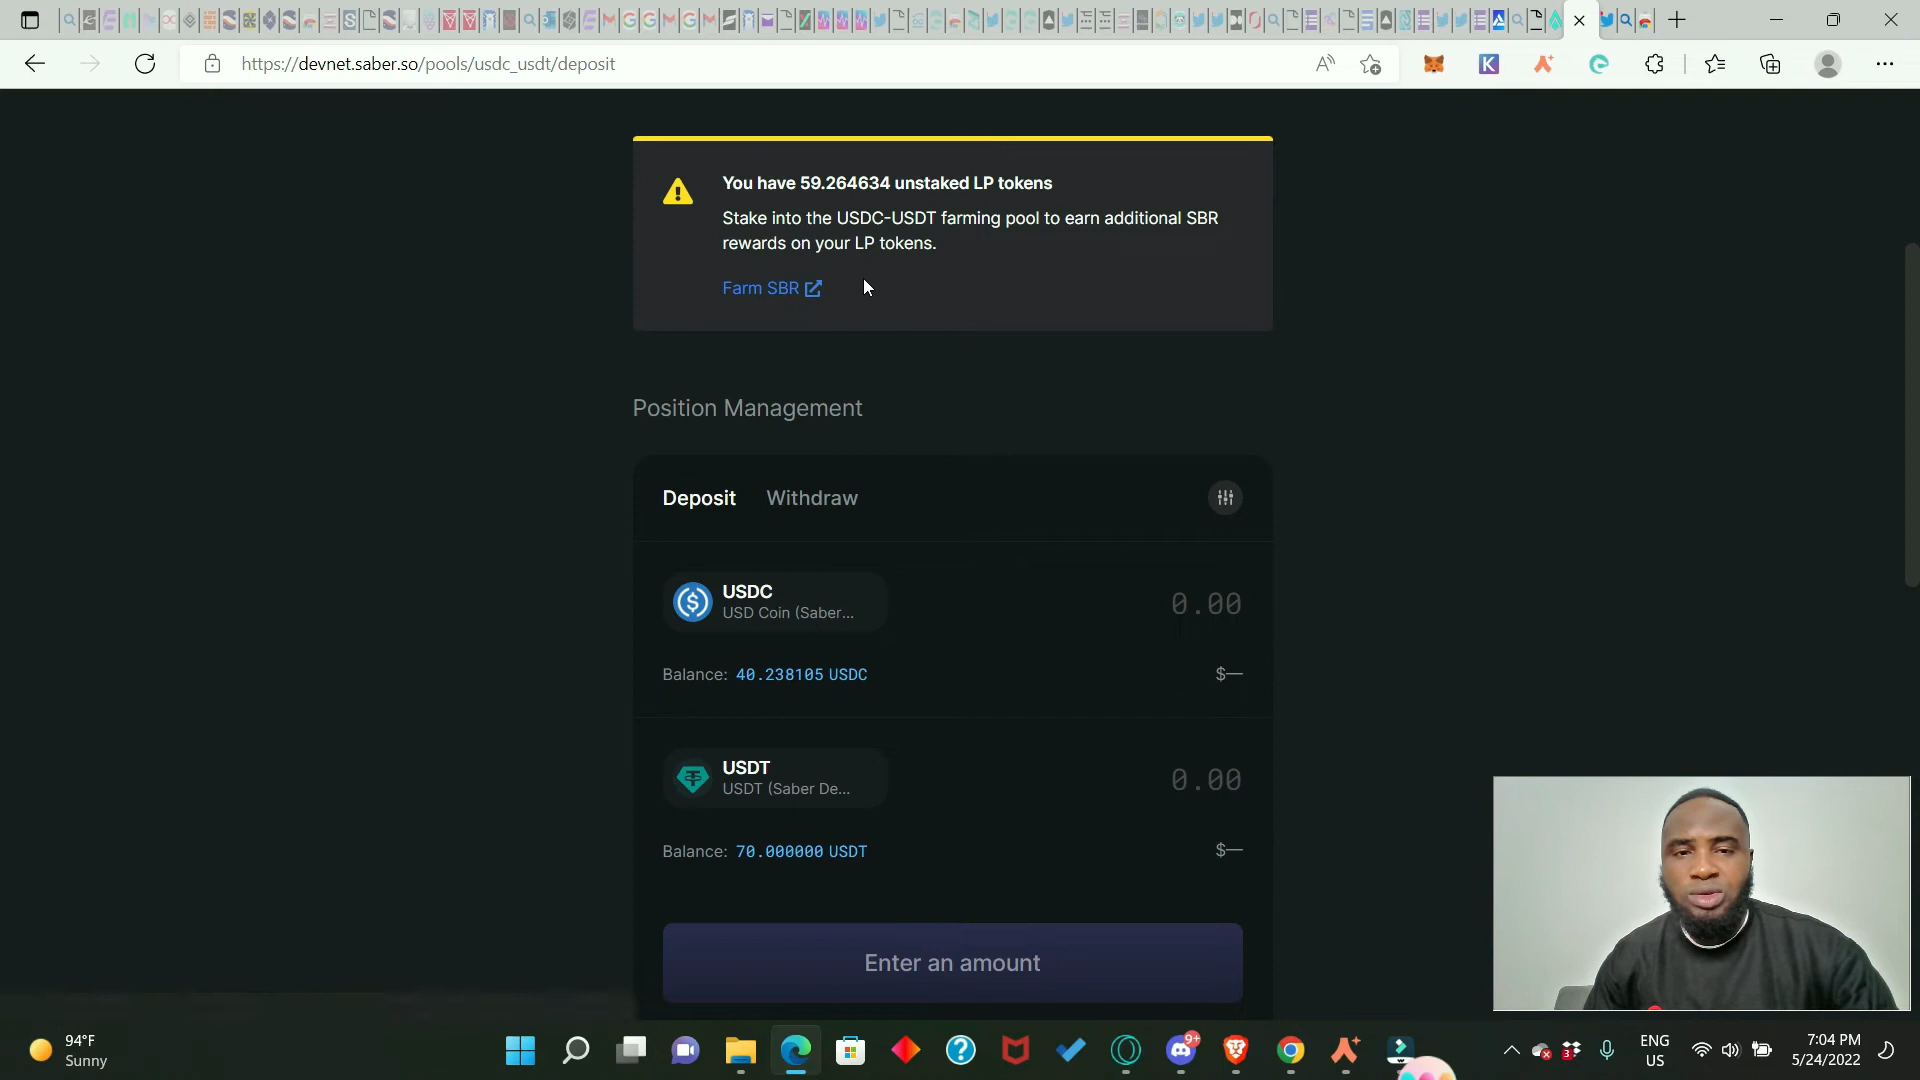 https://devnet.saber.so/pools/usdc_usdt/deposit
You have 59.264634 unstaked LP tokens
Stake into the USDC-USDT farming pool to earn additional SBR
rewards on your LP tokens.
Farm SBR
Position Management
Deposit Withdraw
USDC
USD Coin (Saber...
0.00
Balance: 40.238105 USDC
$—
USDT
USDT (Saber De...
0.00
Balance: 70.000000 USDT
$—
Enter an amount
94°F
Sunny
9+
3
ENG
US
7:04 PM
5/24/2022